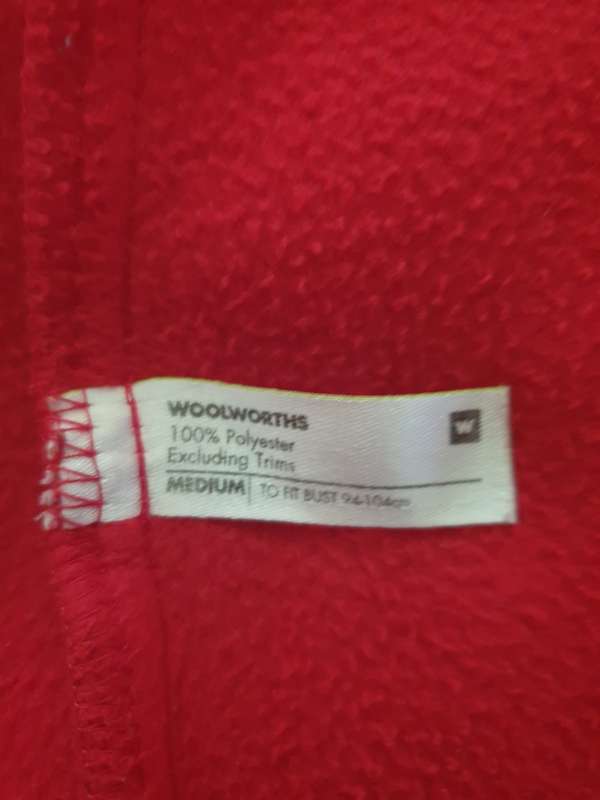 WOOLWORTHS
W
100% Polyester
Excluding Trims
MEDIUM TO FIT BUST 94-104cm